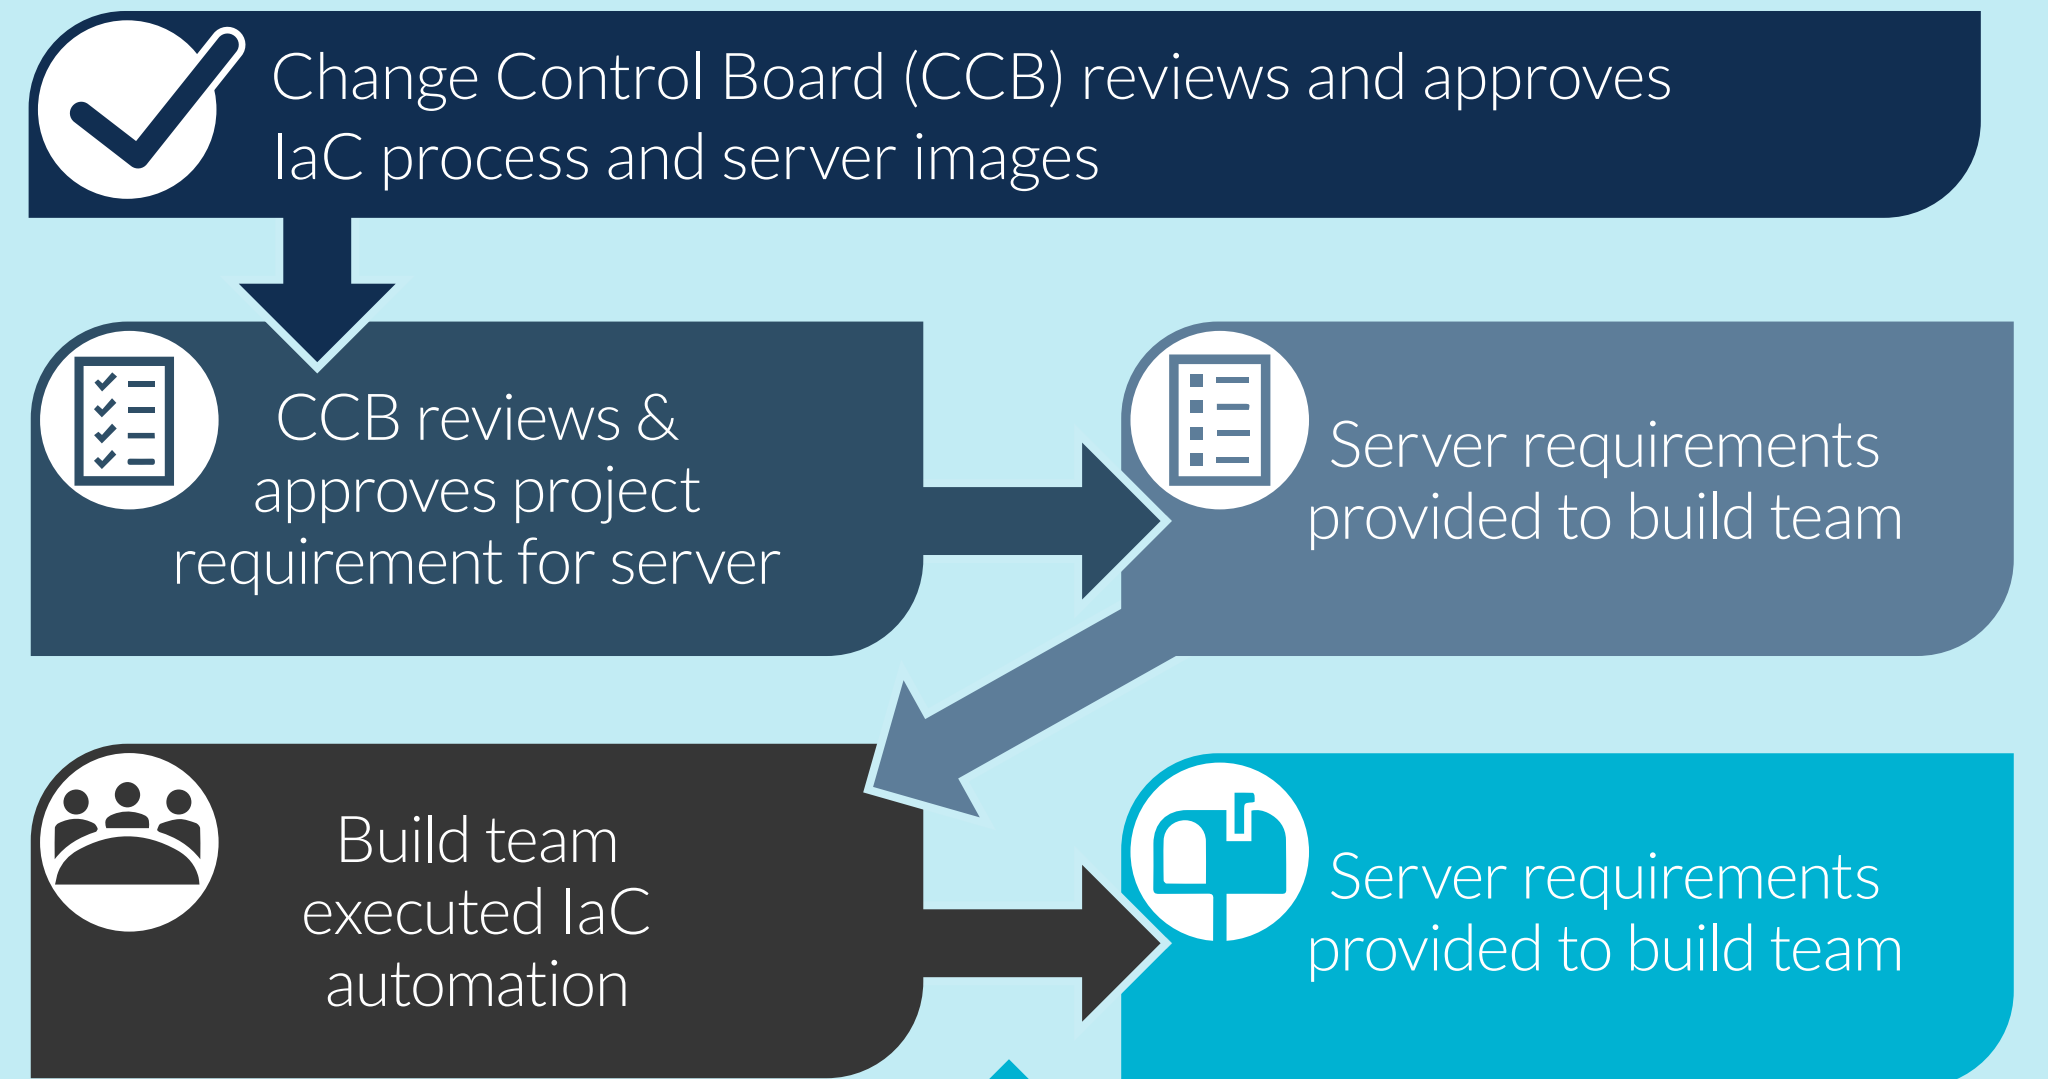 Change Control Board (CCB) reviews and approves
IaC process and server images
CCB reviews &
approves project
requirement for server
Server requirements
provided to build team
Build team
executed IaC
automation
Server requirements
provided to build team